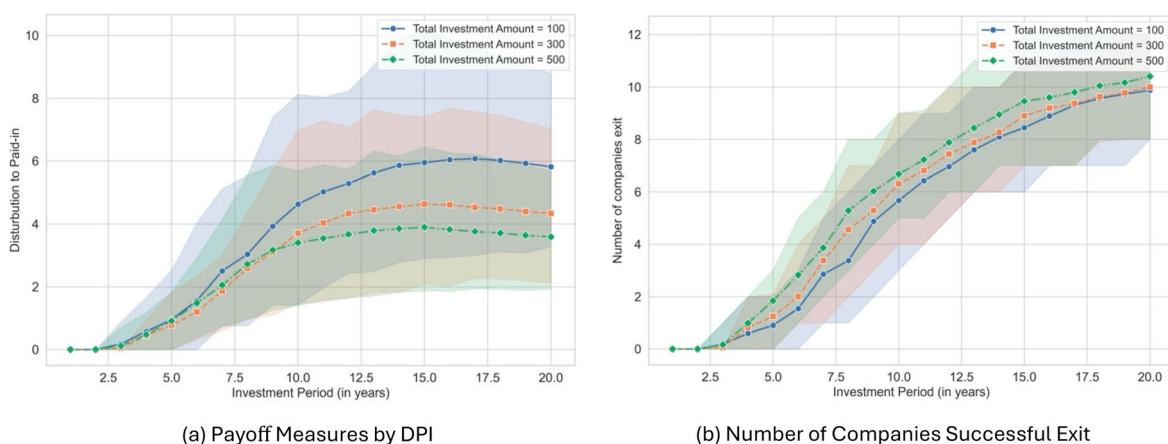 Total Investment Amount = 100
Total Investment Amount = 300
Total Investment Amount = 500
10
8
6
4
2
0
Distubrtion to Paid-in
2.5 5.0 7.5 10.0 12.5 15.0 17.5 20.0
Investment Period (in years)
(a) Payoff Measures by DPI
Total Investment Amount = 100
Total Investment Amount = 300
Total Investment Amount = 500
12
10
8
6
4
2
0
Number of companies exit
2.5 5.0 7.5 10.0 12.5 15.0 17.5 20.0
Investment Period (in years)
(b) Number of Companies Successful Exit